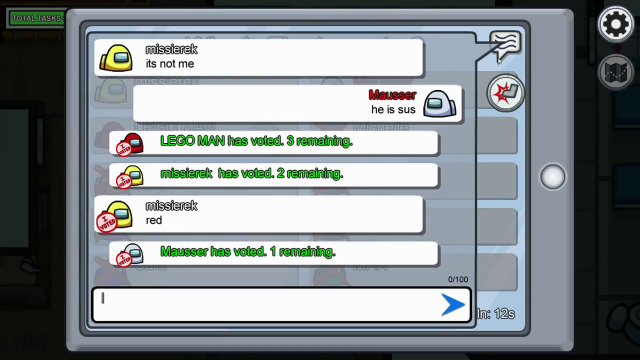 TOTAL TASKS
missierek
its not me
Mausser
he is sus
LEGO MAN has voted. 3 remaining.
missierek has voted. 2 remaining.
missierek
red
I VOTED
Mausser has voted. 1 remaining.
0/100
In: 12s